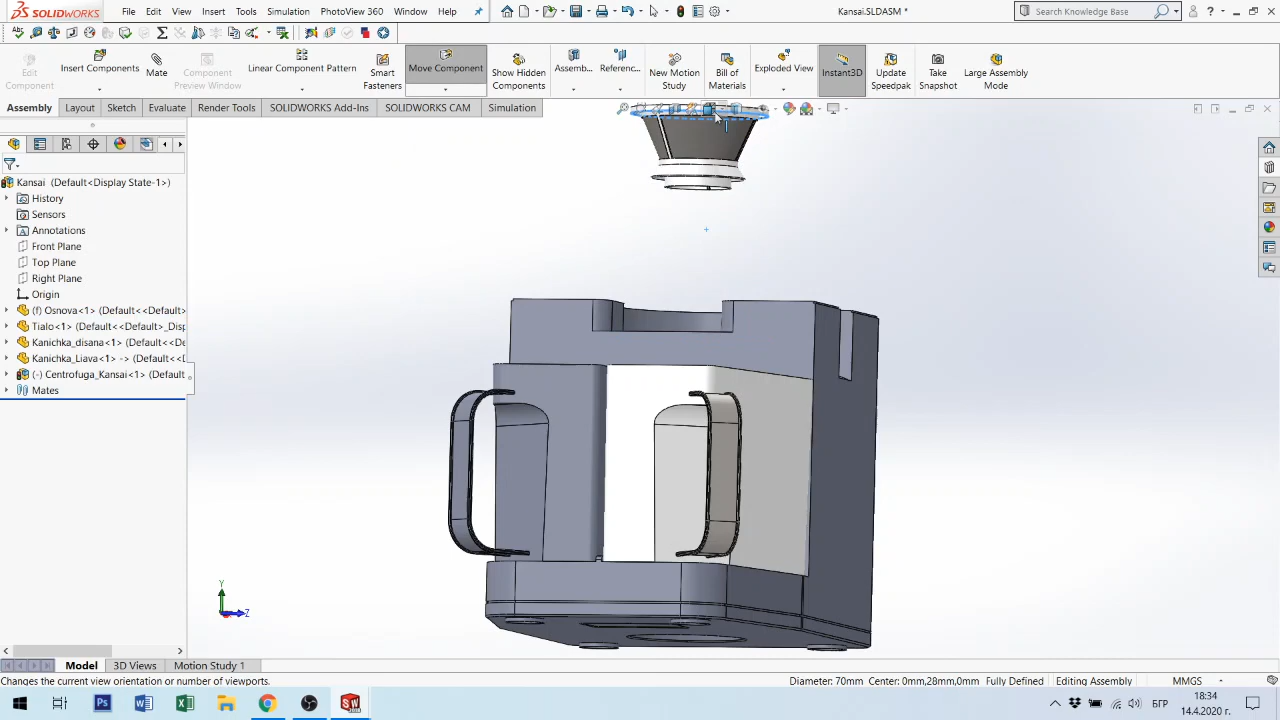 SOLIDWORKS File Edit View Insert Tools Simulation PhotoView 360 Window Help Kansai.SLDASM * Search Knowledge Base ?
Edit Component
Insert Components
Mate
Component Preview Window
Linear Component Pattern
Smart Fasteners
Move Component
Show Hidden Components
Assemb...
Referenc...
New Motion Study
Bill of Materials
Exploded View
Instant3D
Update Speedpak
Take Snapshot
Large Assembly Mode
Assembly Layout Sketch Evaluate Render Tools SOLIDWORKS Add-Ins SOLIDWORKS CAM Simulation
Kansai (Default<Display State-1>)
History
Sensors
Annotations
Front Plane
Top Plane
Right Plane
Origin
(f) Osnova<1> (Default<<Default>
Tialo<1> (Default<<Default>_Disp
Kanichka_disana<1> (Default<<De
Kanichka_Liava<1> -> (Default<<D
(-) Centrofuga_Kansai<1> (Default
Mates
Y
Z
Model 3D Views Motion Study 1
Changes the current view orientation or number of viewports. Diameter: 70mm Center: 0mm,28mm,0mm Fully Defined Editing Assembly MMGS
Ps БГР 18:34
14.4.2020 г.